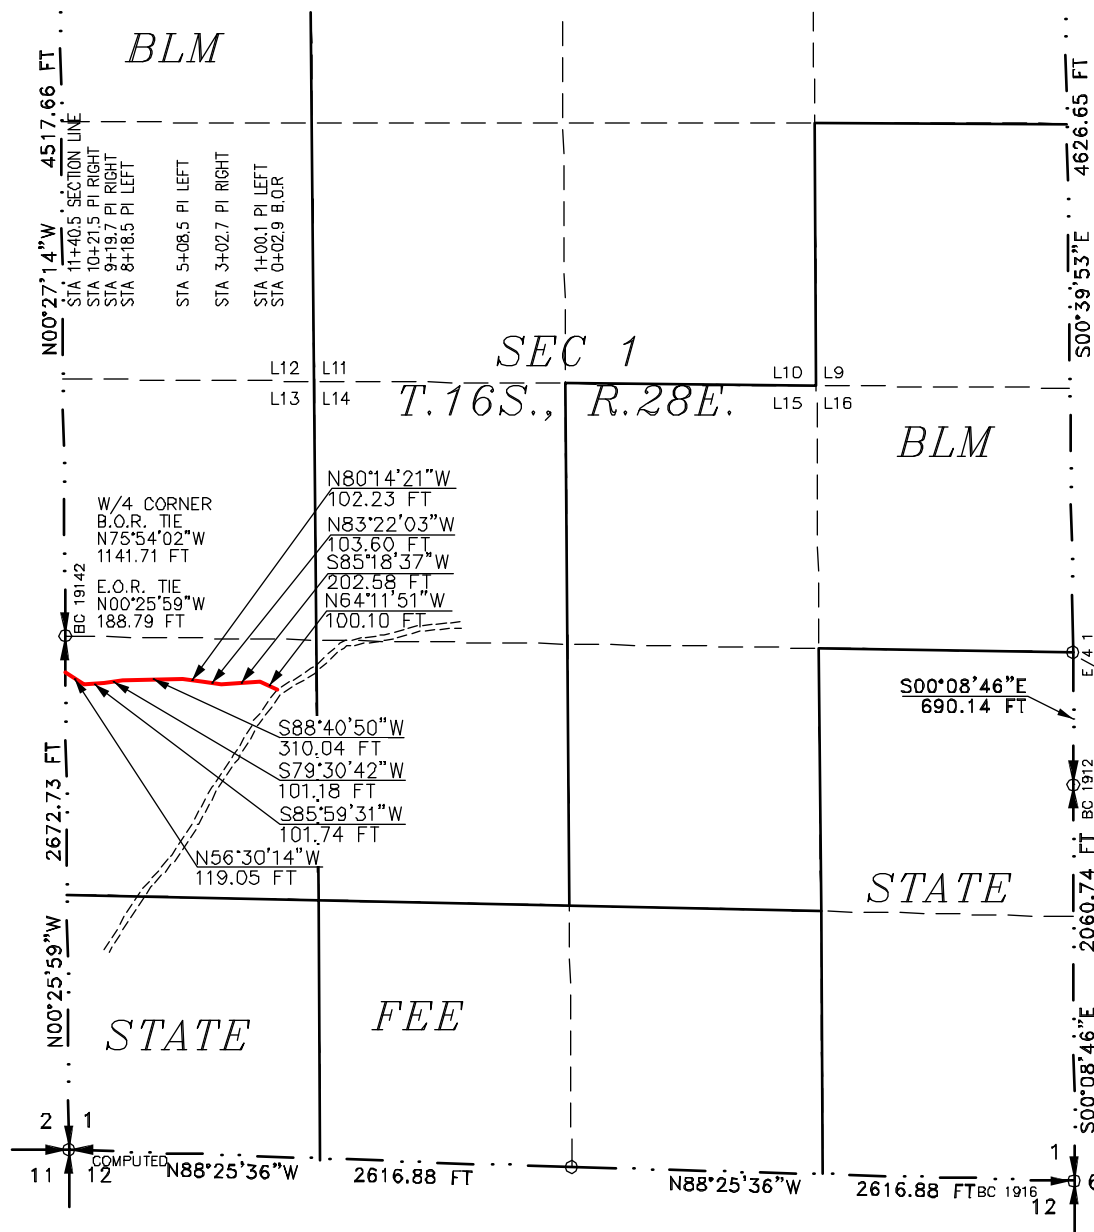 BLM
4517.66 FT
N00°27'14"W
STA 11+40.5 SECTION LINE
STA 10+21.5 PI RIGHT
STA 9+19.7 PI RIGHT
STA 8+18.5 PI LEFT
STA 5+08.5 PI LEFT
STA 3+02.7 PI RIGHT
STA 1+00.1 PI LEFT
STA 0+02.9 B.O.R
4626.65 FT
S00°39'53"E
SEC 1
T.16S., R.28E.
L12
L11
L13
L14
L10
L9
L15
L16
BLM
W/4 CORNER
B.O.R. TIE
N75°54'02"W
1141.71 FT
E.O.R. TIE
N00°25'59"W
188.79 FT
BC 19142
N80°14'21"W
102.23 FT
N83°22'03"W
103.60 FT
S85°18'37"W
202.58 FT
N64°11'51"W
100.10 FT
E/4 1
S00°08'46"E
690.14 FT
S88°40'50"W
310.04 FT
S79°30'42"W
101.18 FT
S85°59'31"W
101.74 FT
N56°30'14"W
119.05 FT
2672.73 FT
N00°25'59"W
BC 1912
2060.74 FT
S00°08'46"E
STATE
STATE
FEE
2
1
11
12
COMPUTED
N88°25'36"W
2616.88 FT
N88°25'36"W
2616.88 FT
BC 1916
1
6
12